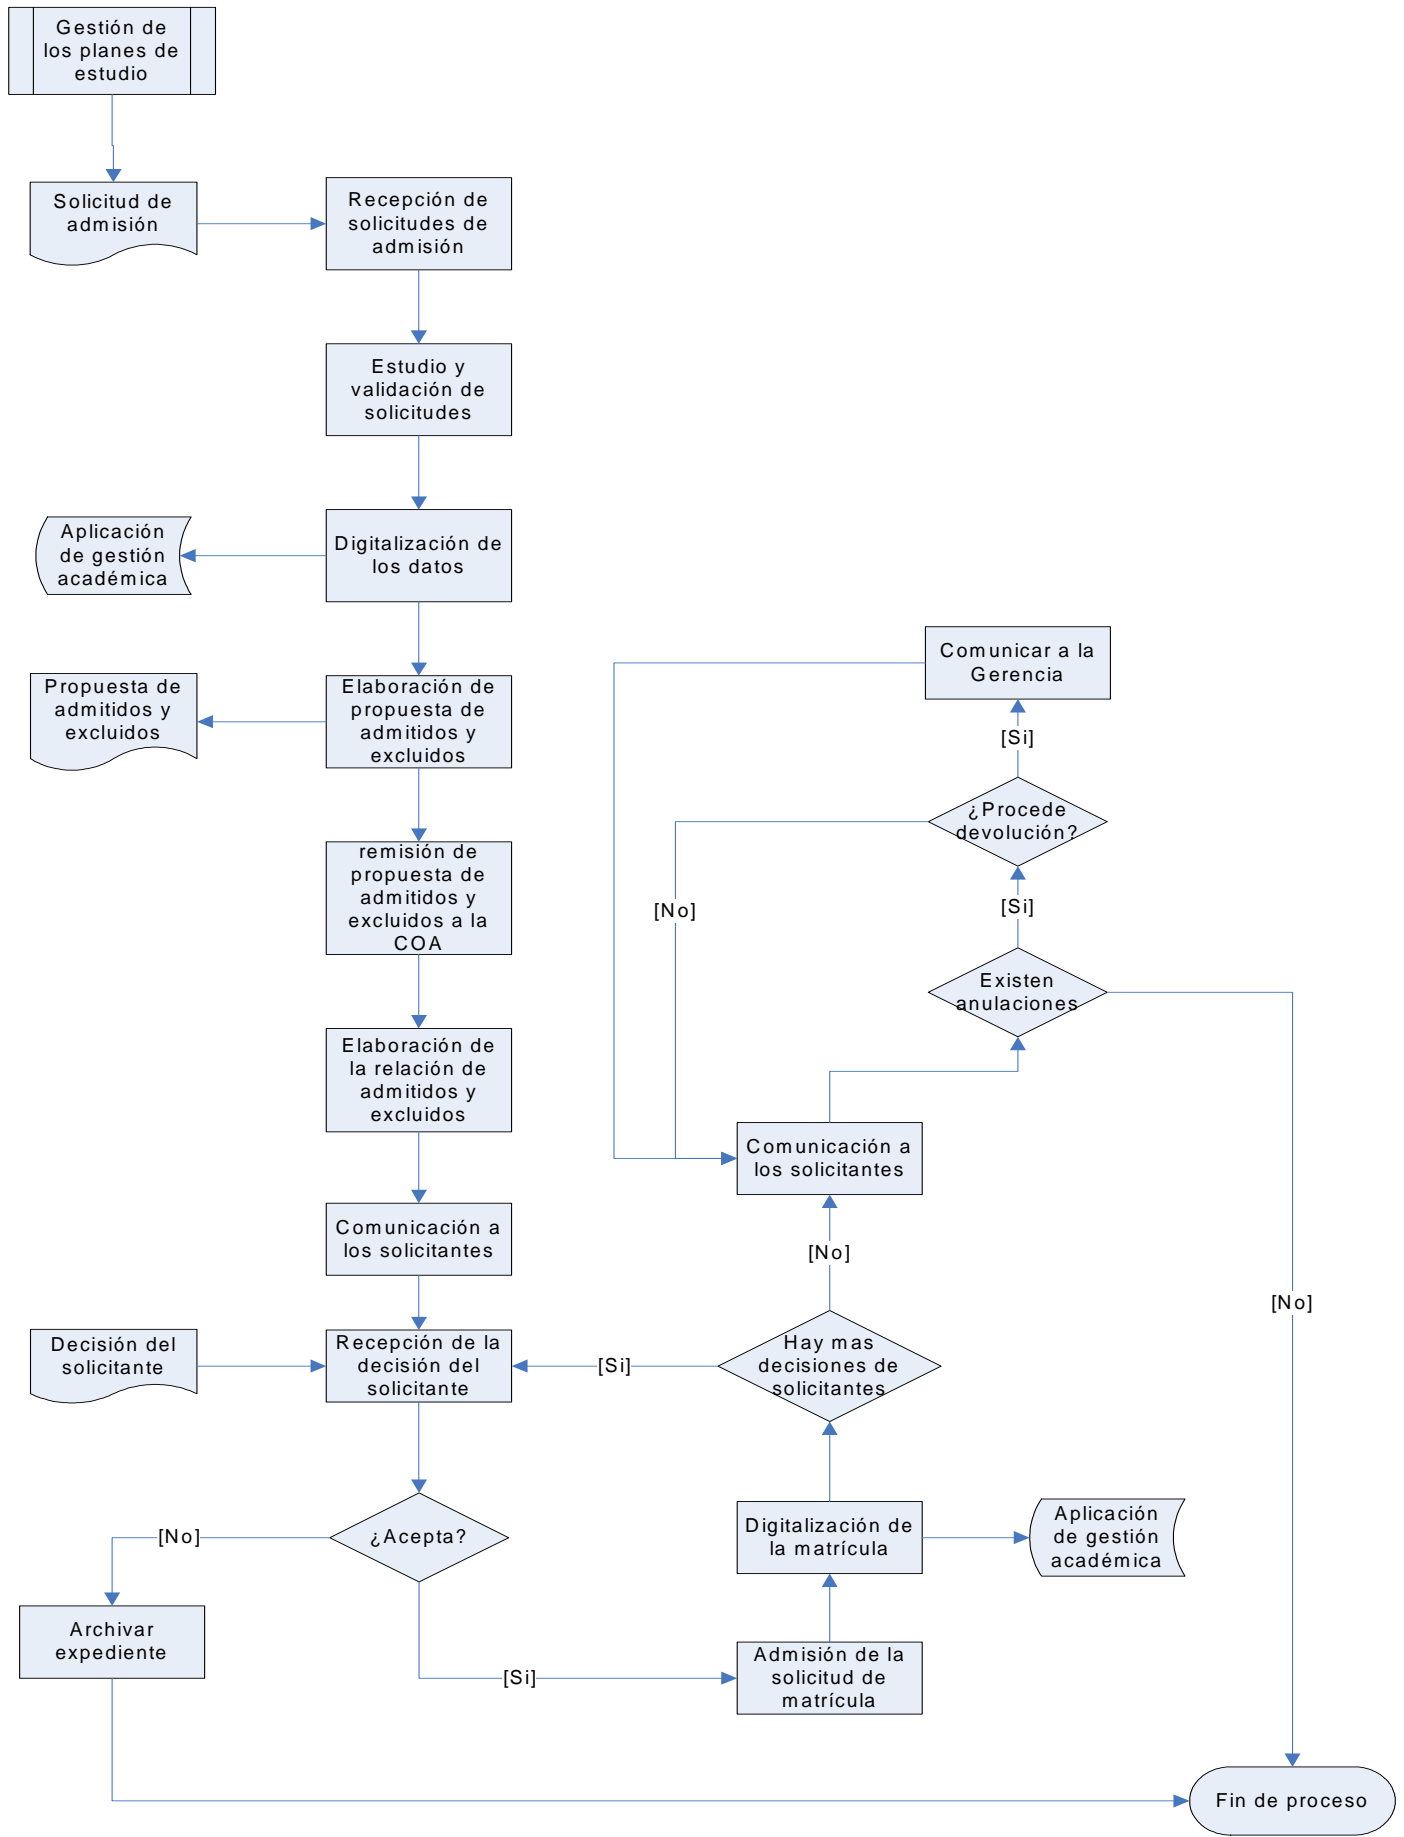 Gestión de
los planes de
estudio
Solicitud de
admisión
Recepción de
solicitudes de
admisión
Estudio y
validación de
solicitudes
Aplicación
de gestión
académica
Digitalización de
los datos
Propuesta de
admitidos y
excluidos
Elaboración de
propuesta de
admitidos y
excluidos
remisión de
propuesta de
admitidos y
excluidos a la
COA
Elaboración de
la relación de
admitidos y
excluidos
Comunicación a
los solicitantes
Decisión del
solicitante
Recepción de la
decisión del
solicitante
¿Acepta?
[No]
Archivar
expediente
[Si]
Admisión de la
solicitud de
matrícula
Digitalización de
la matrícula
Aplicación
de gestión
académica
Hay mas
decisiones de
solicitantes
[Si]
[No]
Comunicación a
los solicitantes
Existen
anulaciones
[Si]
[No]
¿Procede
devolución?
[Si]
[No]
Comunicar a la
Gerencia
Fin de proceso